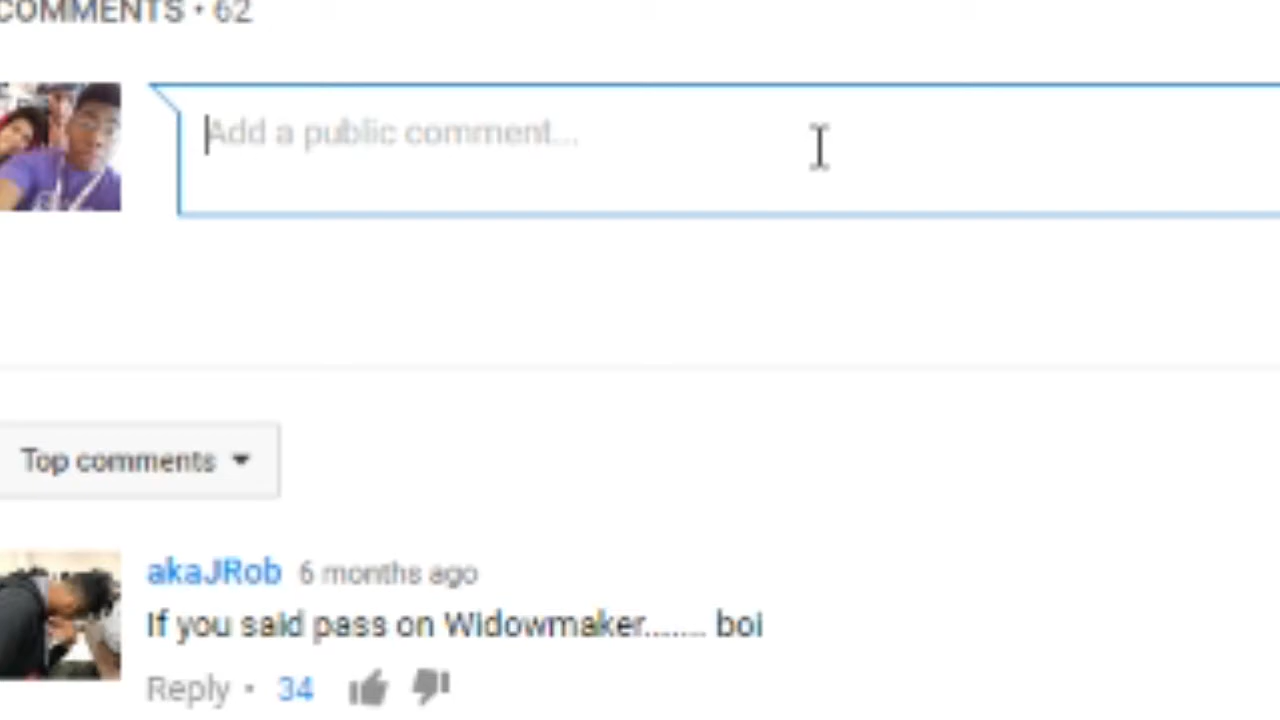 COMMENTS • 62
Add a public comment...
Top comments
akaJRob 6 months ago
If you said pass on Widowmaker....... boi
Reply • 34